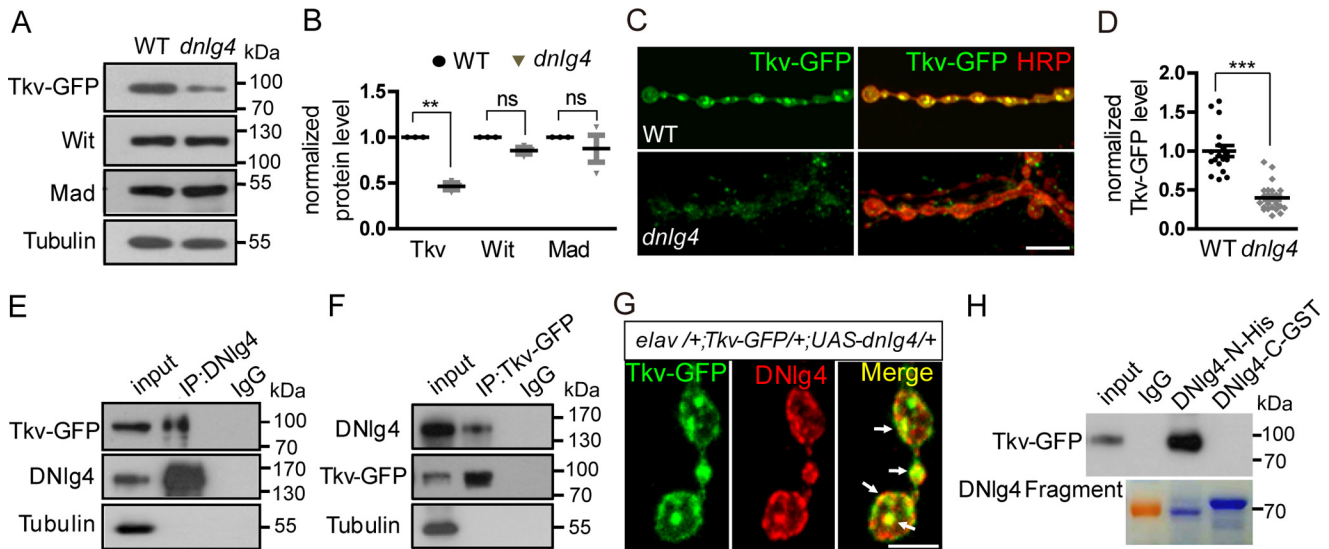 A
WT dnlg4 kDa
Tkv-GFP
100
70
Wit
130
100
Mad
55
Tubulin
55
B
WT dnlg4
normalized
protein level
1.5
1.0
0.5
0.0
** ns ns
Tkv Wit Mad
C
Tkv-GFP
Tkv-GFP HRP
WT
dnlg4
D
normalized
Tkv-GFP level
2.0
1.5
1.0
0.5
0.0
***
WT dnlg4
E
input IP:DNlg4 IgG kDa
Tkv-GFP
100
70
DNlg4
170
130
Tubulin
55
F
input IP:Tkv-GFP IgG kDa
DNlg4
170
130
Tkv-GFP
100
70
Tubulin
55
G
elav /+;Tkv-GFP/+;UAS-dnlg4/+
Tkv-GFP DNlg4 Merge
H
input IgG DNlg4-N-His DNlg4-C-GST
kDa
Tkv-GFP
100
70
DNlg4 Fragment
70